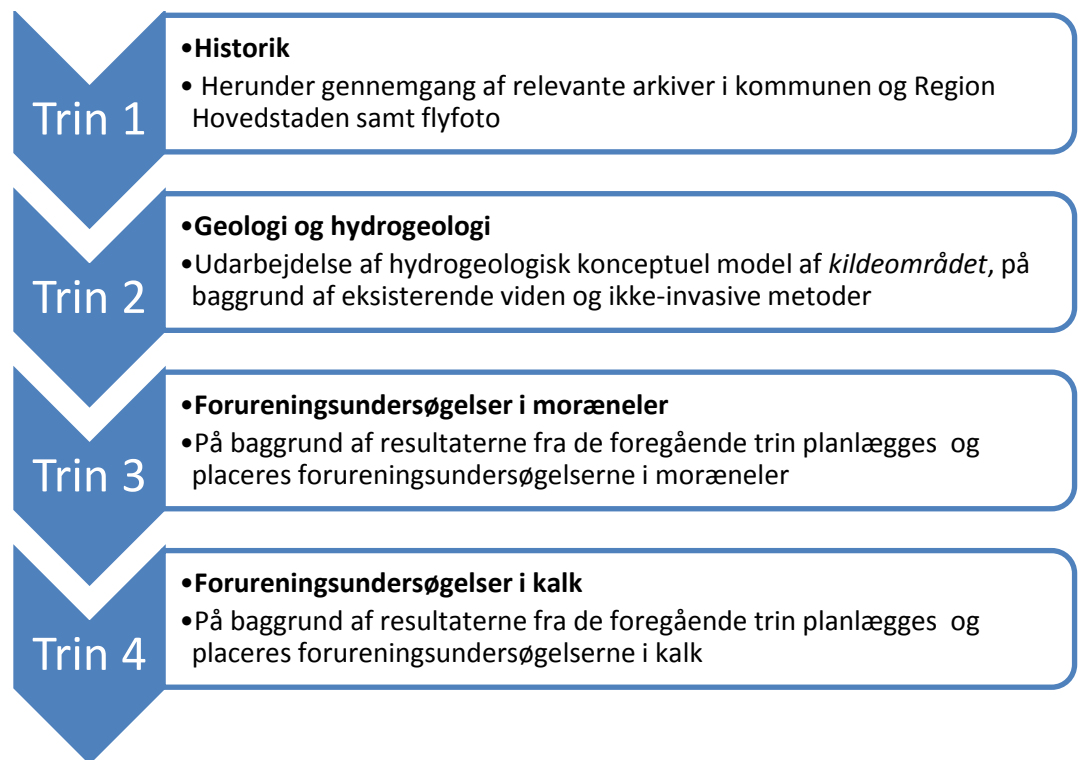 Trin 1
•Historik
• Herunder gennemgang af relevante arkiver i kommunen og Region
Hovedstaden samt flyfoto
Trin 2
•Geologi og hydrogeologi
•Udarbejdelse af hydrogeologisk konceptuel model af kildeområdet, på
baggrund af eksisterende viden og ikke-invasive metoder
Trin 3
•Forureningsundersøgelser i moræneler
•På baggrund af resultaterne fra de foregående trin planlægges og
placeres forureningsundersøgelserne i moræneler
Trin 4
•Forureningsundersøgelser i kalk
•På baggrund af resultaterne fra de foregående trin planlægges og
placeres forureningsundersøgelserne i kalk